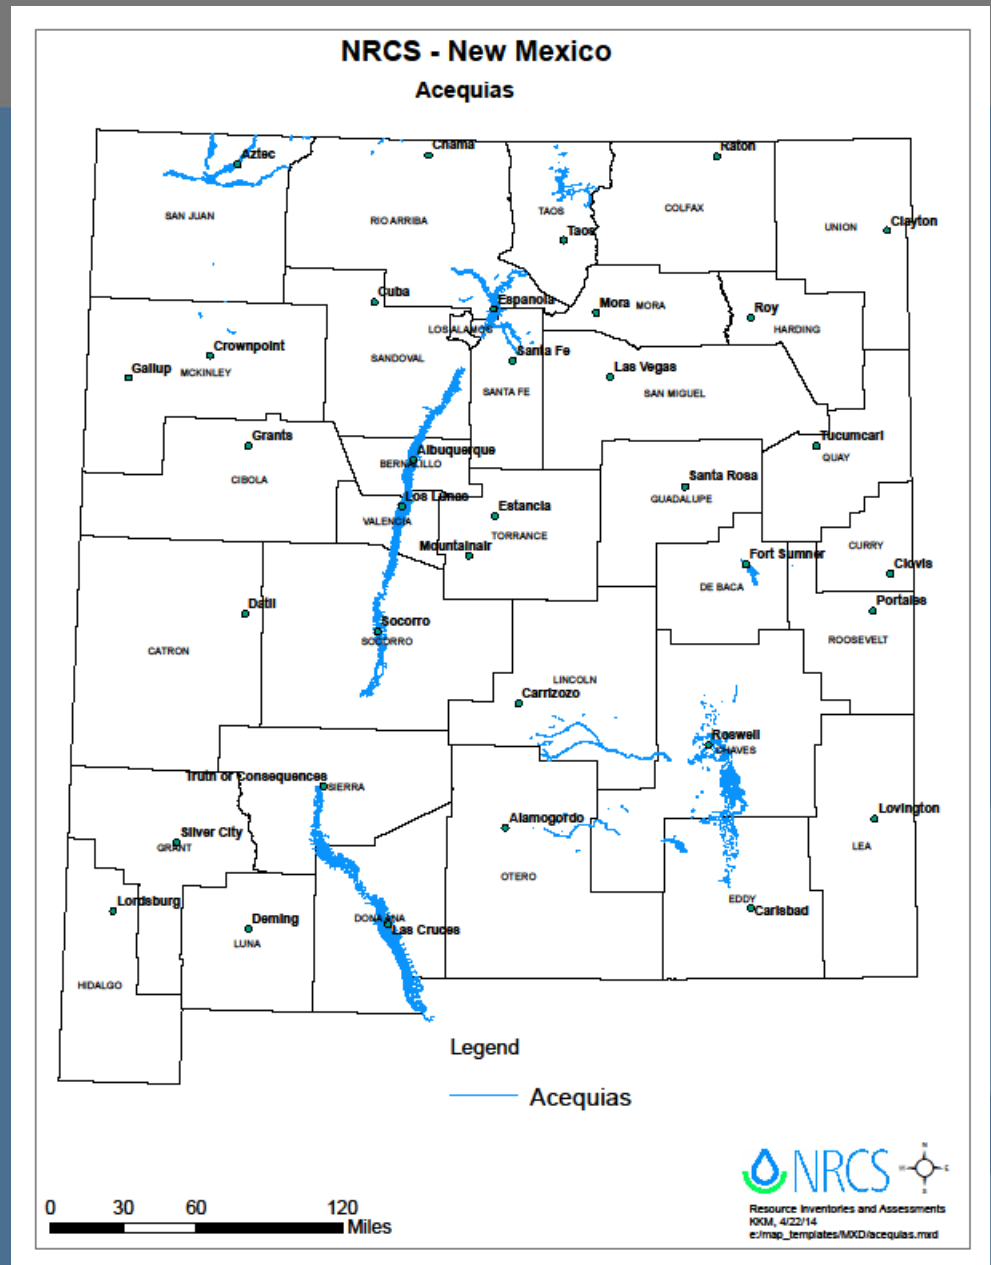 NRCS - New Mexico
Acequias
Chama
Raton
Aztec
SAN JUAN
RIO ARRIBA
TAOS
COLFAX
UNION
Clayton
Taos
Cuba
Espanola
Mora
MORA
Roy
HARDING
LOS ALAMOS
Crownpoint
Gallup
MCKINLEY
SANDOVAL
Santa Fe
SANTA FE
Las Vegas
SAN MIGUEL
Grants
Albuquerque
BERNALILLO
Tucumcari
QUAY
CIBOLA
Santa Rosa
GUADALUPE
Los Lunas
VALENCIA
Estancia
TORRANCE
Mountainair
CURRY
Fort Sumner
Clovis
DE BACA
Datil
Portales
Socorro
SOCORRO
ROOSEVELT
CATRON
LINCOLN
Carrizozo
Roswell
CHAVES
Truth or Consequences
SIERRA
Silver City
GRANT
Alamogordo
Lovington
LEA
OTERO
Lordsburg
EDDY
Carlsbad
Deming
LUNA
DONA ANA
Las Cruces
HIDALGO
Legend
Acequias
NRCS
N
W
E
S
0 30 60 120
Miles
Resource Inventories and Assessments
KKM, 4/22/14
e:/map_templates/MXD/acequias.mxd